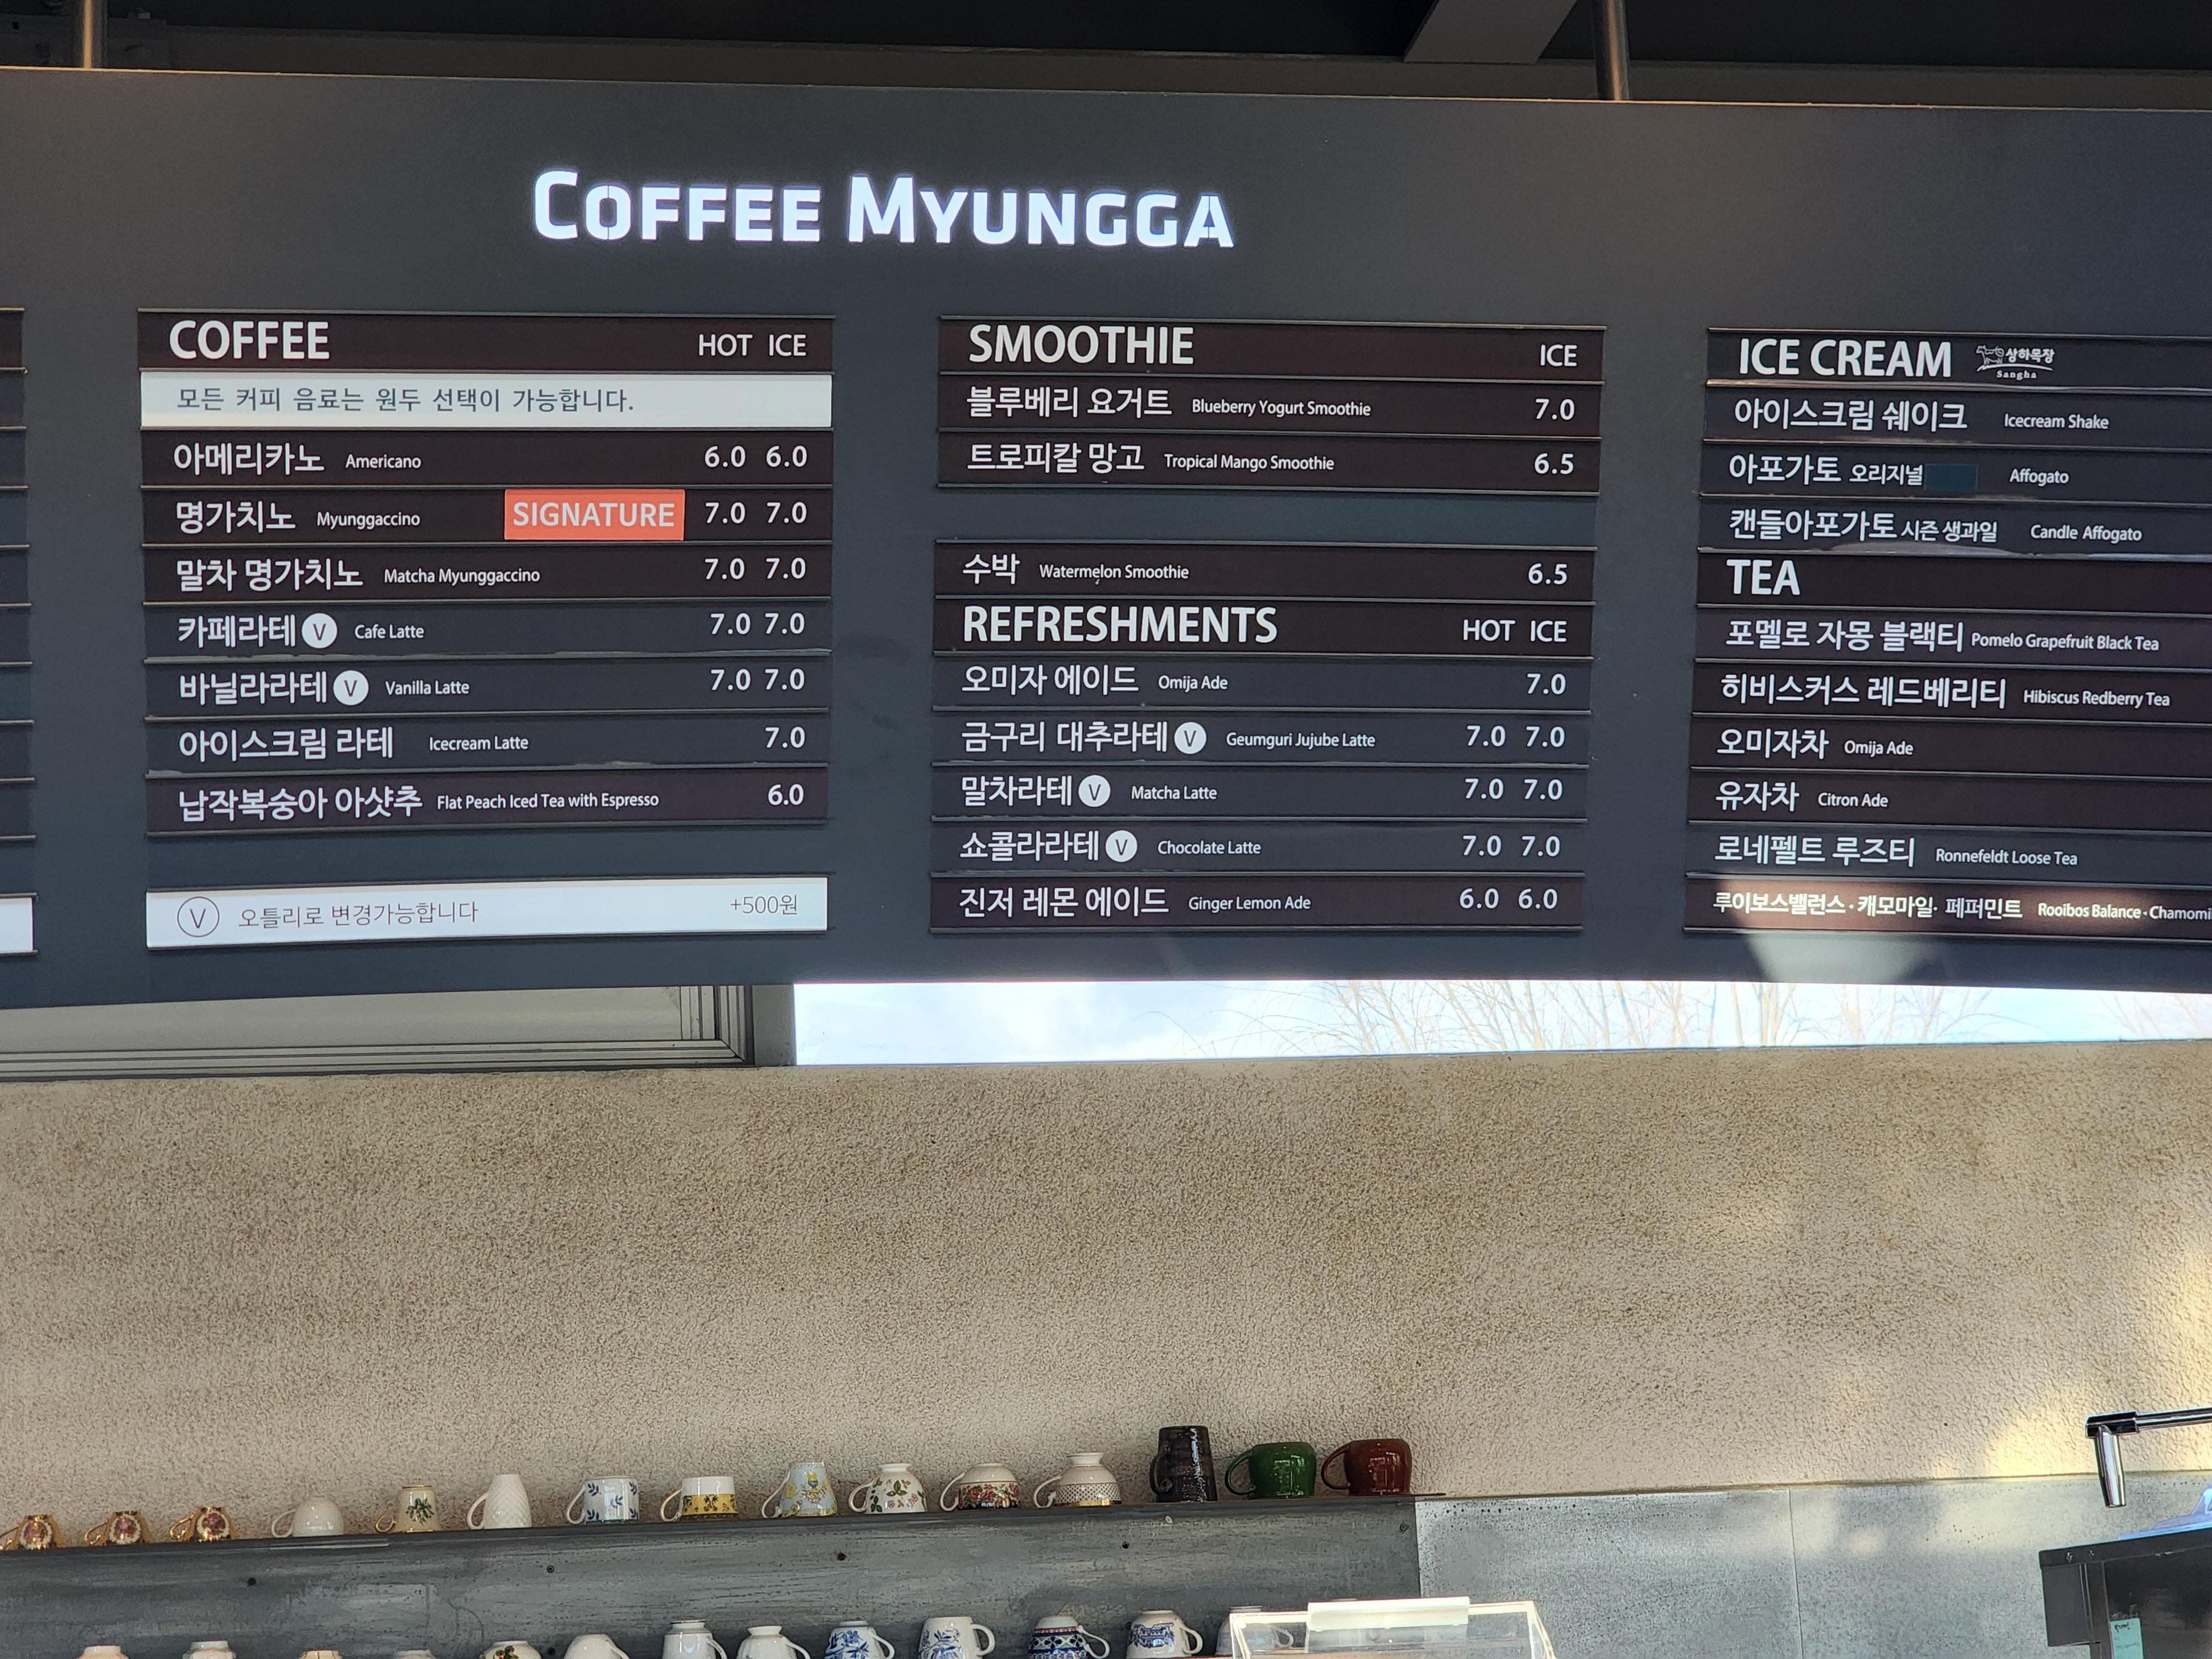 COFFEE MYUNGGA
COFFEE HOT ICE
모든 커피 음료는 원두 선택이 가능합니다.
아메리카노 Americano 6.0 6.0
명가치노 Myunggaccino SIGNATURE 7.0 7.0
말차 명가치노 Matcha Myunggaccino 7.0 7.0
카페라테 V Cafe Latte 7.0 7.0
바닐라라테 V Vanilla Latte 7.0 7.0
아이스크림 라테 Icecream Latte 7.0
납작복숭아 아샷추 Flat Peach Iced Tea with Espresso 6.0
V 오틀리로 변경가능합니다 +500원
SMOOTHIE ICE
블루베리 요거트 Blueberry Yogurt Smoothie 7.0
트로피칼 망고 Tropical Mango Smoothie 6.5
수박 Watermelon Smoothie 6.5
REFRESHMENTS HOT ICE
오미자 에이드 Omija Ade 7.0
금구리 대추라테 V Geumguri Jujube Latte 7.0 7.0
말차라테 V Matcha Latte 7.0 7.0
쇼콜라라테 V Chocolate Latte 7.0 7.0
진저 레몬 에이드 Ginger Lemon Ade 6.0 6.0
ICE CREAM 상하목장 Sangha
아이스크림 쉐이크 Icecream Shake
아포가토 오리지널 Affogato
캔들아포가토 시즌 생과일 Candle Affogato
TEA
포멜로 자몽 블랙티 Pomelo Grapefruit Black Tea
히비스커스 레드베리티 Hibiscus Redberry Tea
오미자차 Omija Ade
유자차 Citron Ade
로네펠트 루즈티 Ronnefeldt Loose Tea
루이보스밸런스·캐모마일·페퍼민트 Rooibos Balance·Chamomi